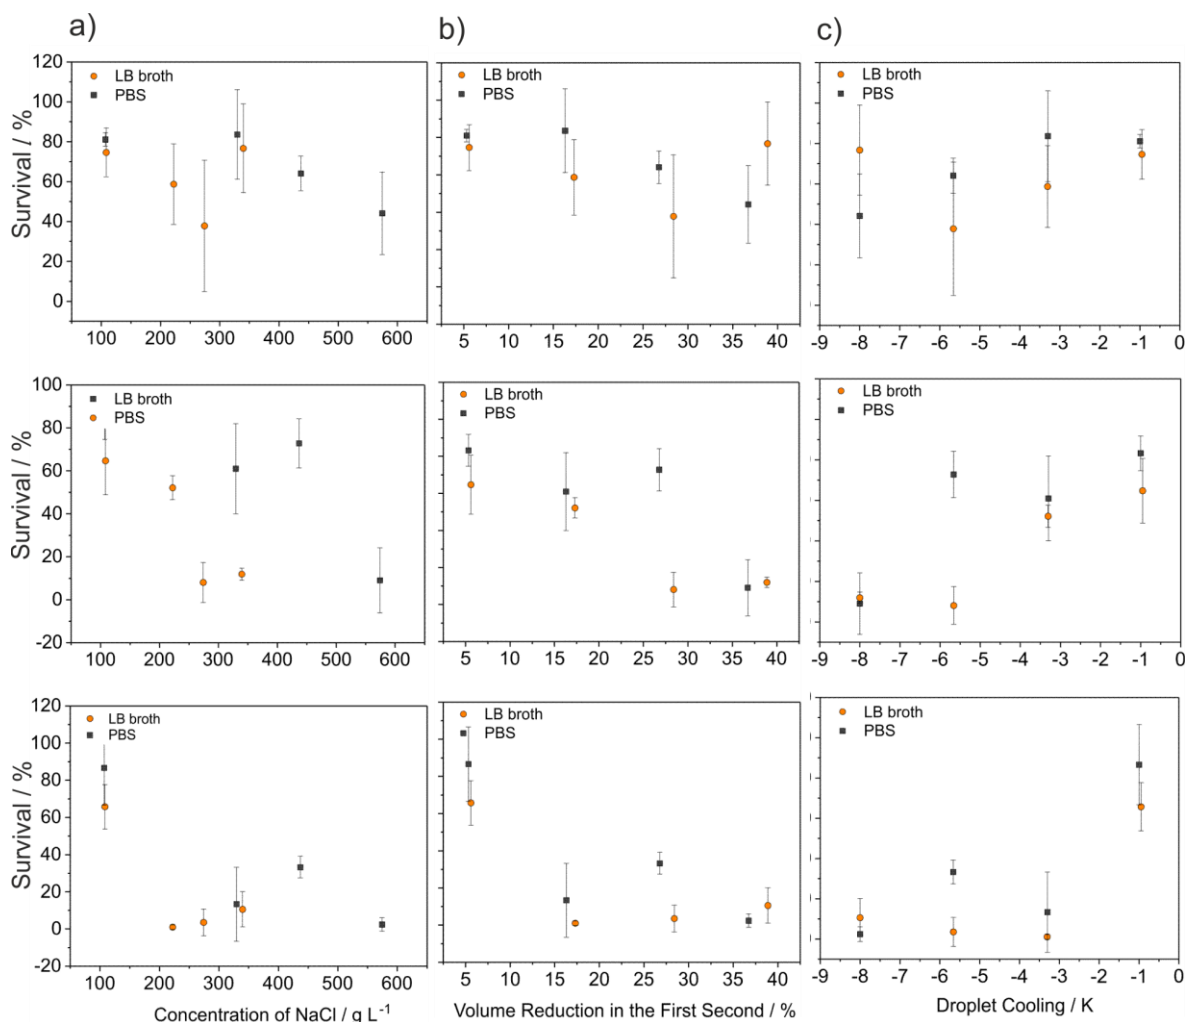 a)
b)
c)
120
100
80
60
40
20
0
Survival / %
LB broth
PBS
100 200 300 400 500 600
LB broth
PBS
5 10 15 20 25 30 35 40
LB broth
PBS
-9 -8 -7 -6 -5 -4 -3 -2 -1 0
100
80
60
40
20
0
-20
Survival / %
LB broth
PBS
100 200 300 400 500 600
LB broth
PBS
5 10 15 20 25 30 35 40
LB broth
PBS
-9 -8 -7 -6 -5 -4 -3 -2 -1 0
120
100
80
60
40
20
0
-20
Survival / %
LB broth
PBS
100 200 300 400 500 600
LB broth
PBS
5 10 15 20 25 30 35 40
LB broth
PBS
-9 -8 -7 -6 -5 -4 -3 -2 -1 0
Concentration of NaCl / g L-1
Volume Reduction in the First Second / %
Droplet Cooling / K